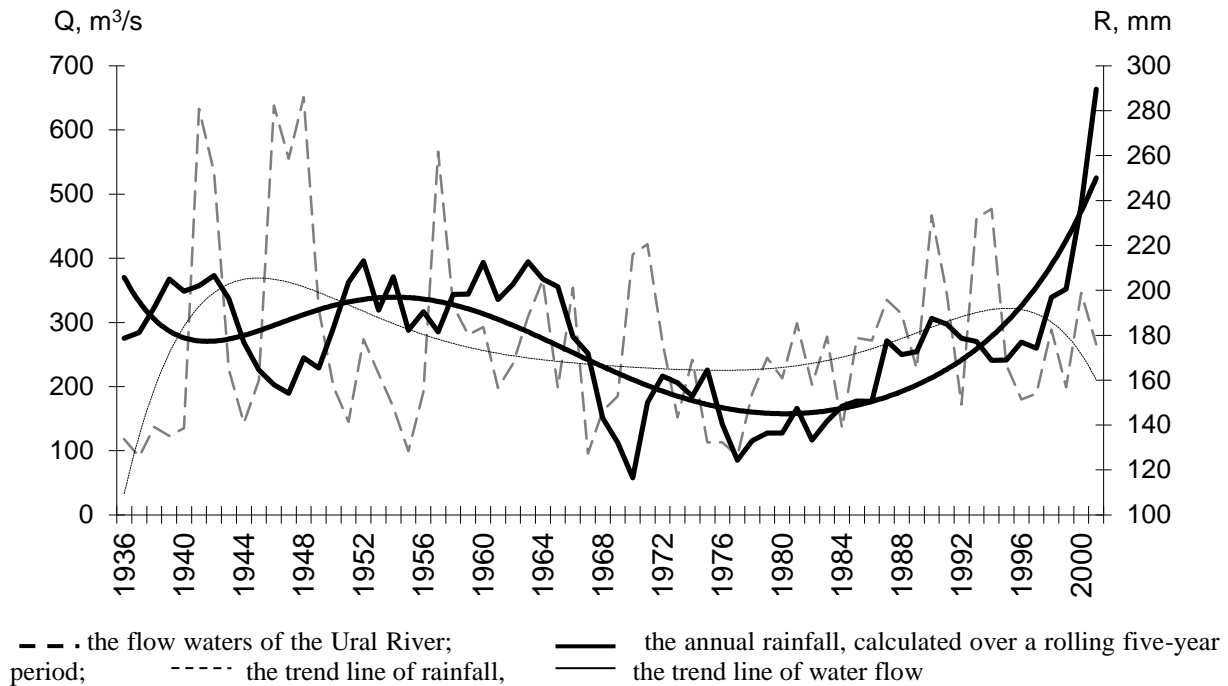 Q, m³/s R, mm
700 300
600 280
500 260
400 240
300 220
200 200
100 180
0 160
140
120
100
1936 1940 1944 1948 1952 1956 1960 1964 1968 1972 1976 1980 1984 1988 1992 1996 2000
the flow waters of the Ural River; the annual rainfall, calculated over a rolling five-year
period; the trend line of rainfall, the trend line of water flow